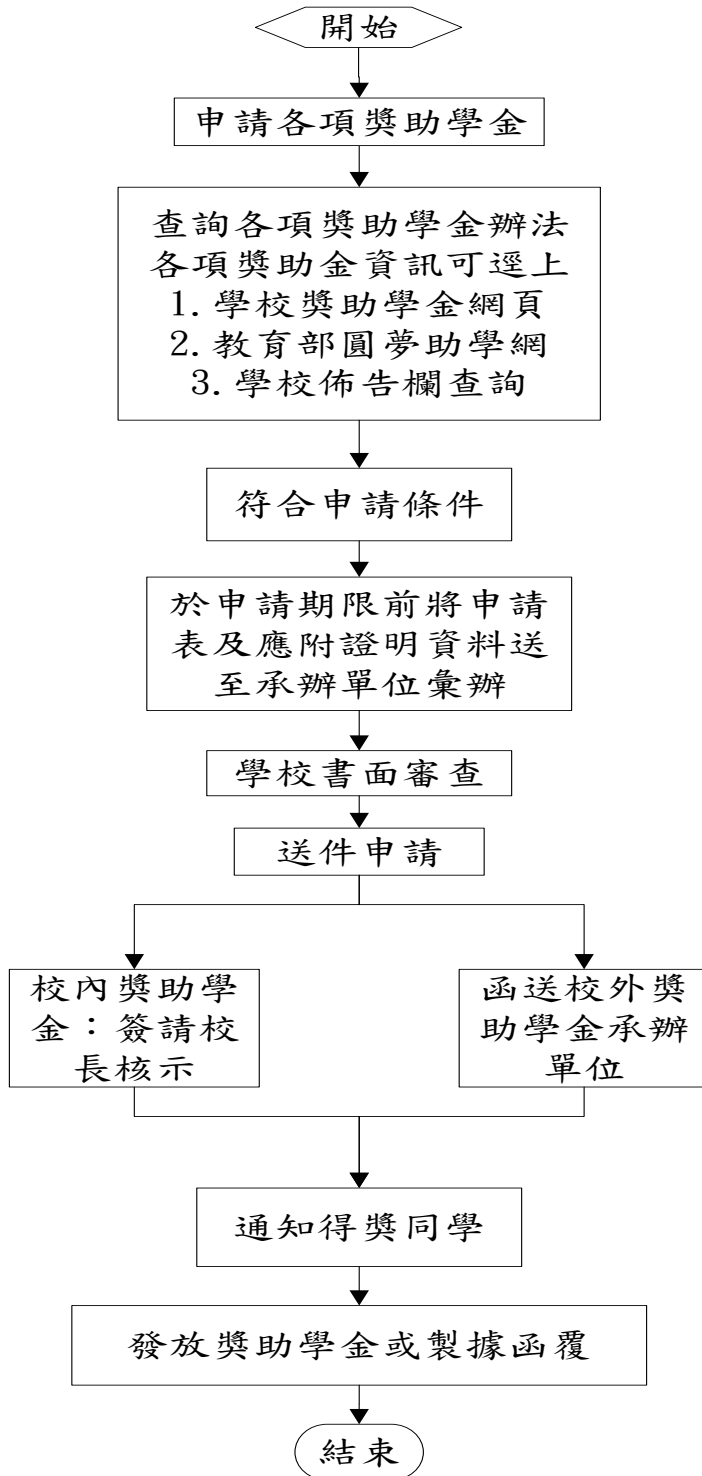 開始
申請各項獎助學金
查詢各項獎助學金辦法
各項獎助金資訊可逕上
1. 學校獎助學金網頁
2. 教育部圓夢助學網
3. 學校佈告欄查詢
符合申請條件
於申請期限前將申請
表及應附證明資料送
至承辦單位彙辦
學校書面審查
送件申請
校內獎助學
金：簽請校
長核示
函送校外獎
助學金承辦
單位
通知得獎同學
發放獎助學金或製據函覆
結束